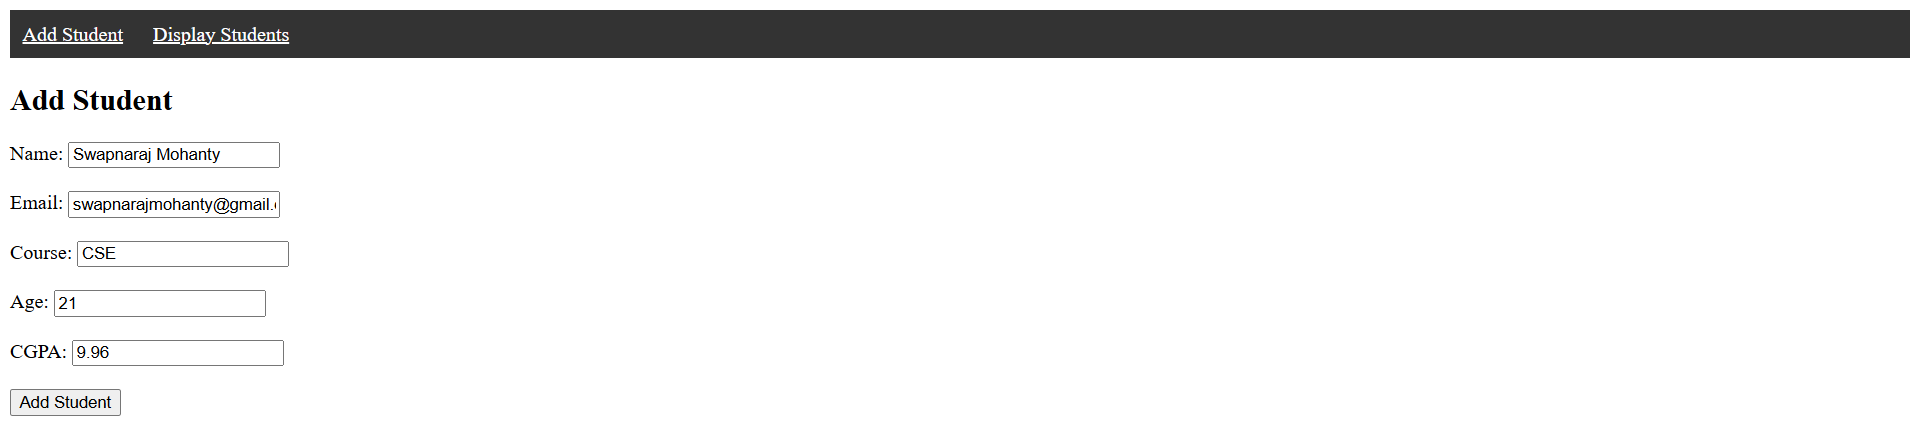 Add Student Display Students
Add Student
Name: Swapnaraj Mohanty
Email: swapnarajmohanty@gmail.
Course: CSE
Age: 21
CGPA: 9.96
Add Student